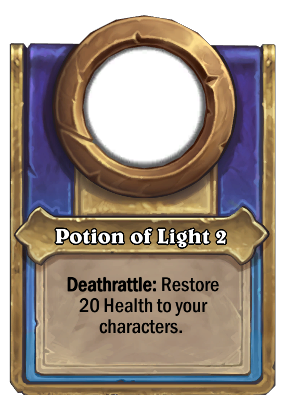 Potion of Light 2
Deathrattle: Restore
20 Health to your
characters.